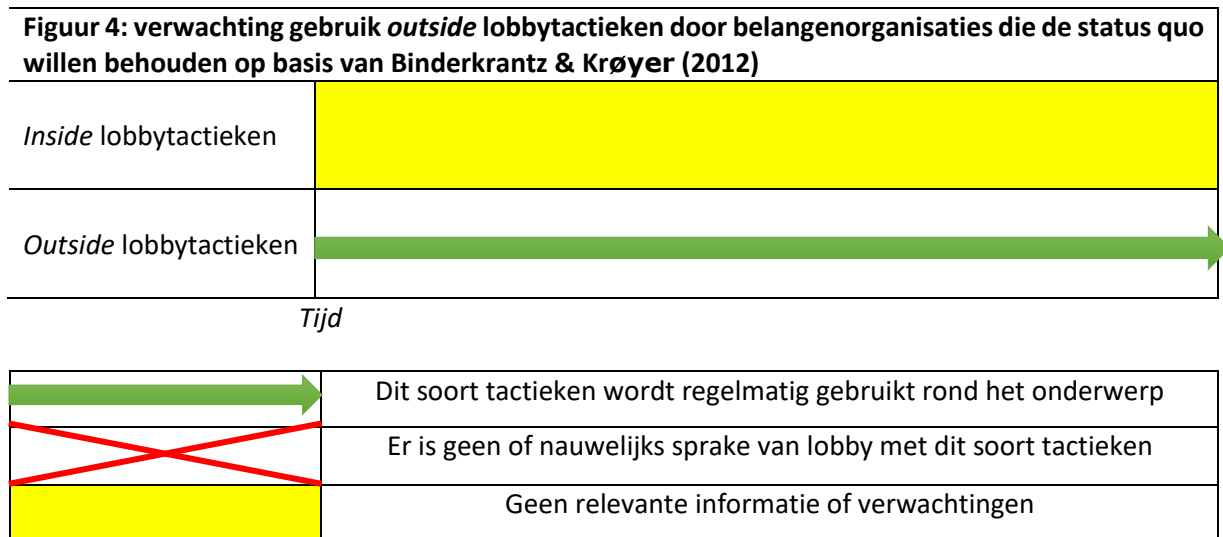 Figuur 4: verwachting gebruik outside lobbytactieken door belangenorganisaties die de status quo
willen behouden op basis van Binderkrantz & Krøyer (2012)
Inside lobbytactieken
Outside lobbytactieken
Tijd
Dit soort tactieken wordt regelmatig gebruikt rond het onderwerp
Er is geen of nauwelijks sprake van lobby met dit soort tactieken
Geen relevante informatie of verwachtingen